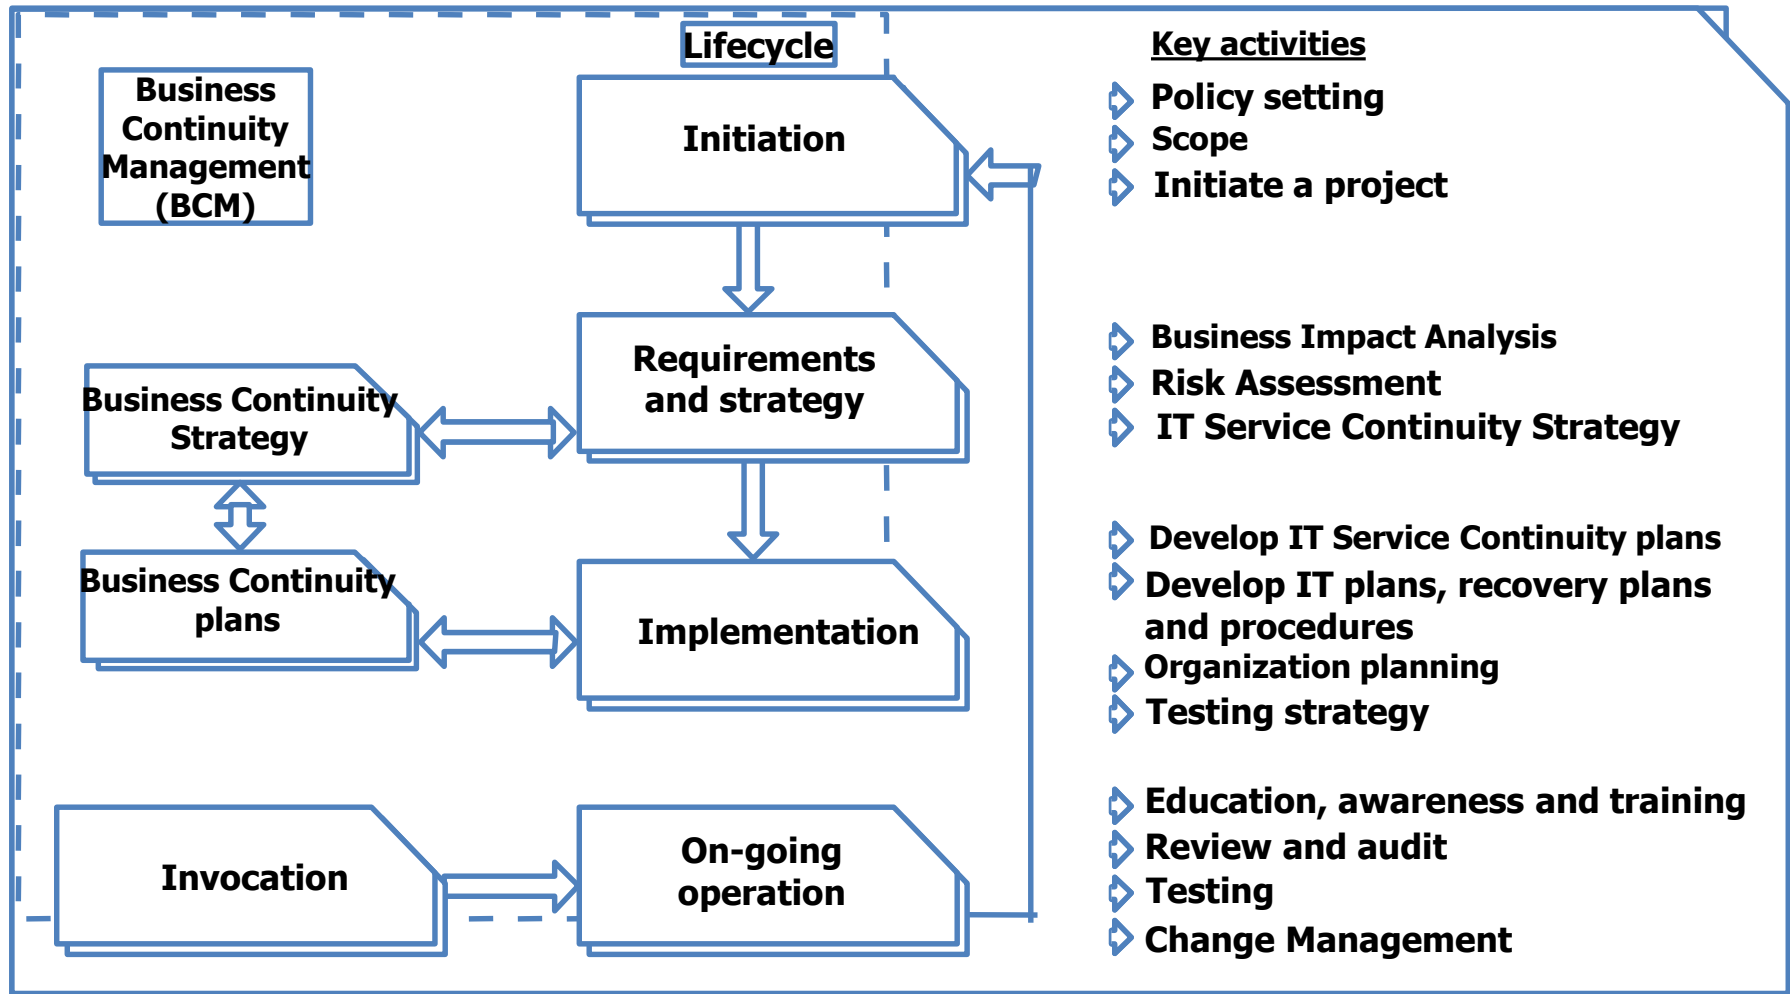 Lifecycle
Key activities
Business
Continuity
Management
(BCM)
Initiation
Policy setting
Scope
Initiate a project
Requirements
and strategy
Business Continuity
Strategy
Business Impact Analysis
Risk Assessment
IT Service Continuity Strategy
Business Continuity
plans
Implementation
Develop IT Service Continuity plans
Develop IT plans, recovery plans
and procedures
Organization planning
Testing strategy
Invocation
On-going
operation
Education, awareness and training
Review and audit
Testing
Change Management